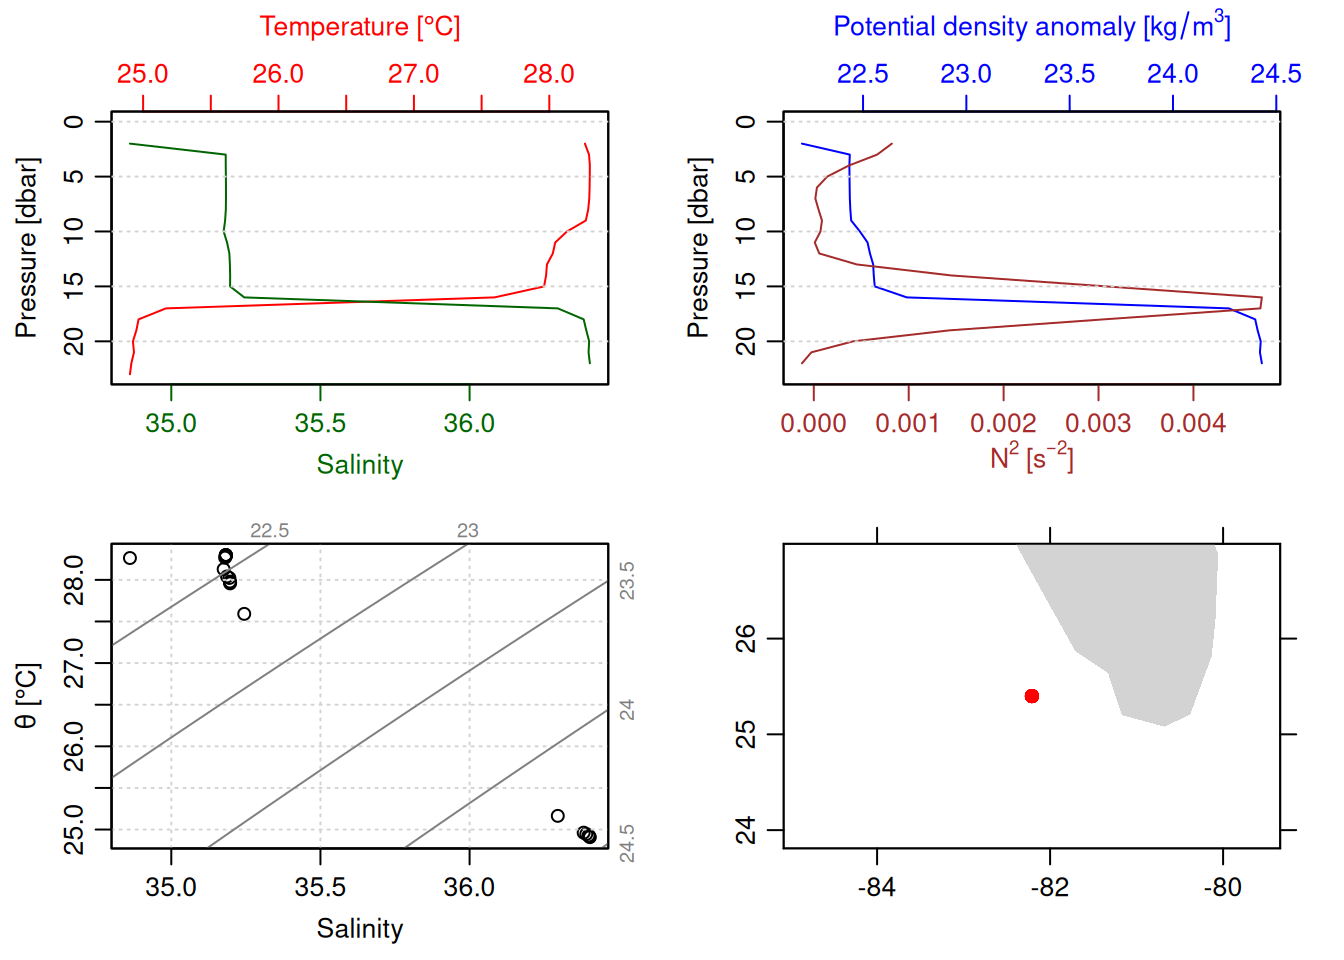 Temperature [°C]
25.0 26.0 27.0 28.0
0
5
10
15
20
Pressure [dbar]
35.0 35.5 36.0
Salinity
Potential density anomaly [kg/m³]
22.5 23.0 23.5 24.0 24.5
0
5
10
15
20
Pressure [dbar]
0.000 0.001 0.002 0.003 0.004
N² [s⁻²]
22.5 23
23.5
24
24.5
28.0
27.0
26.0
25.0
θ [°C]
35.0 35.5 36.0
Salinity
26
25
24
-84 -82 -80